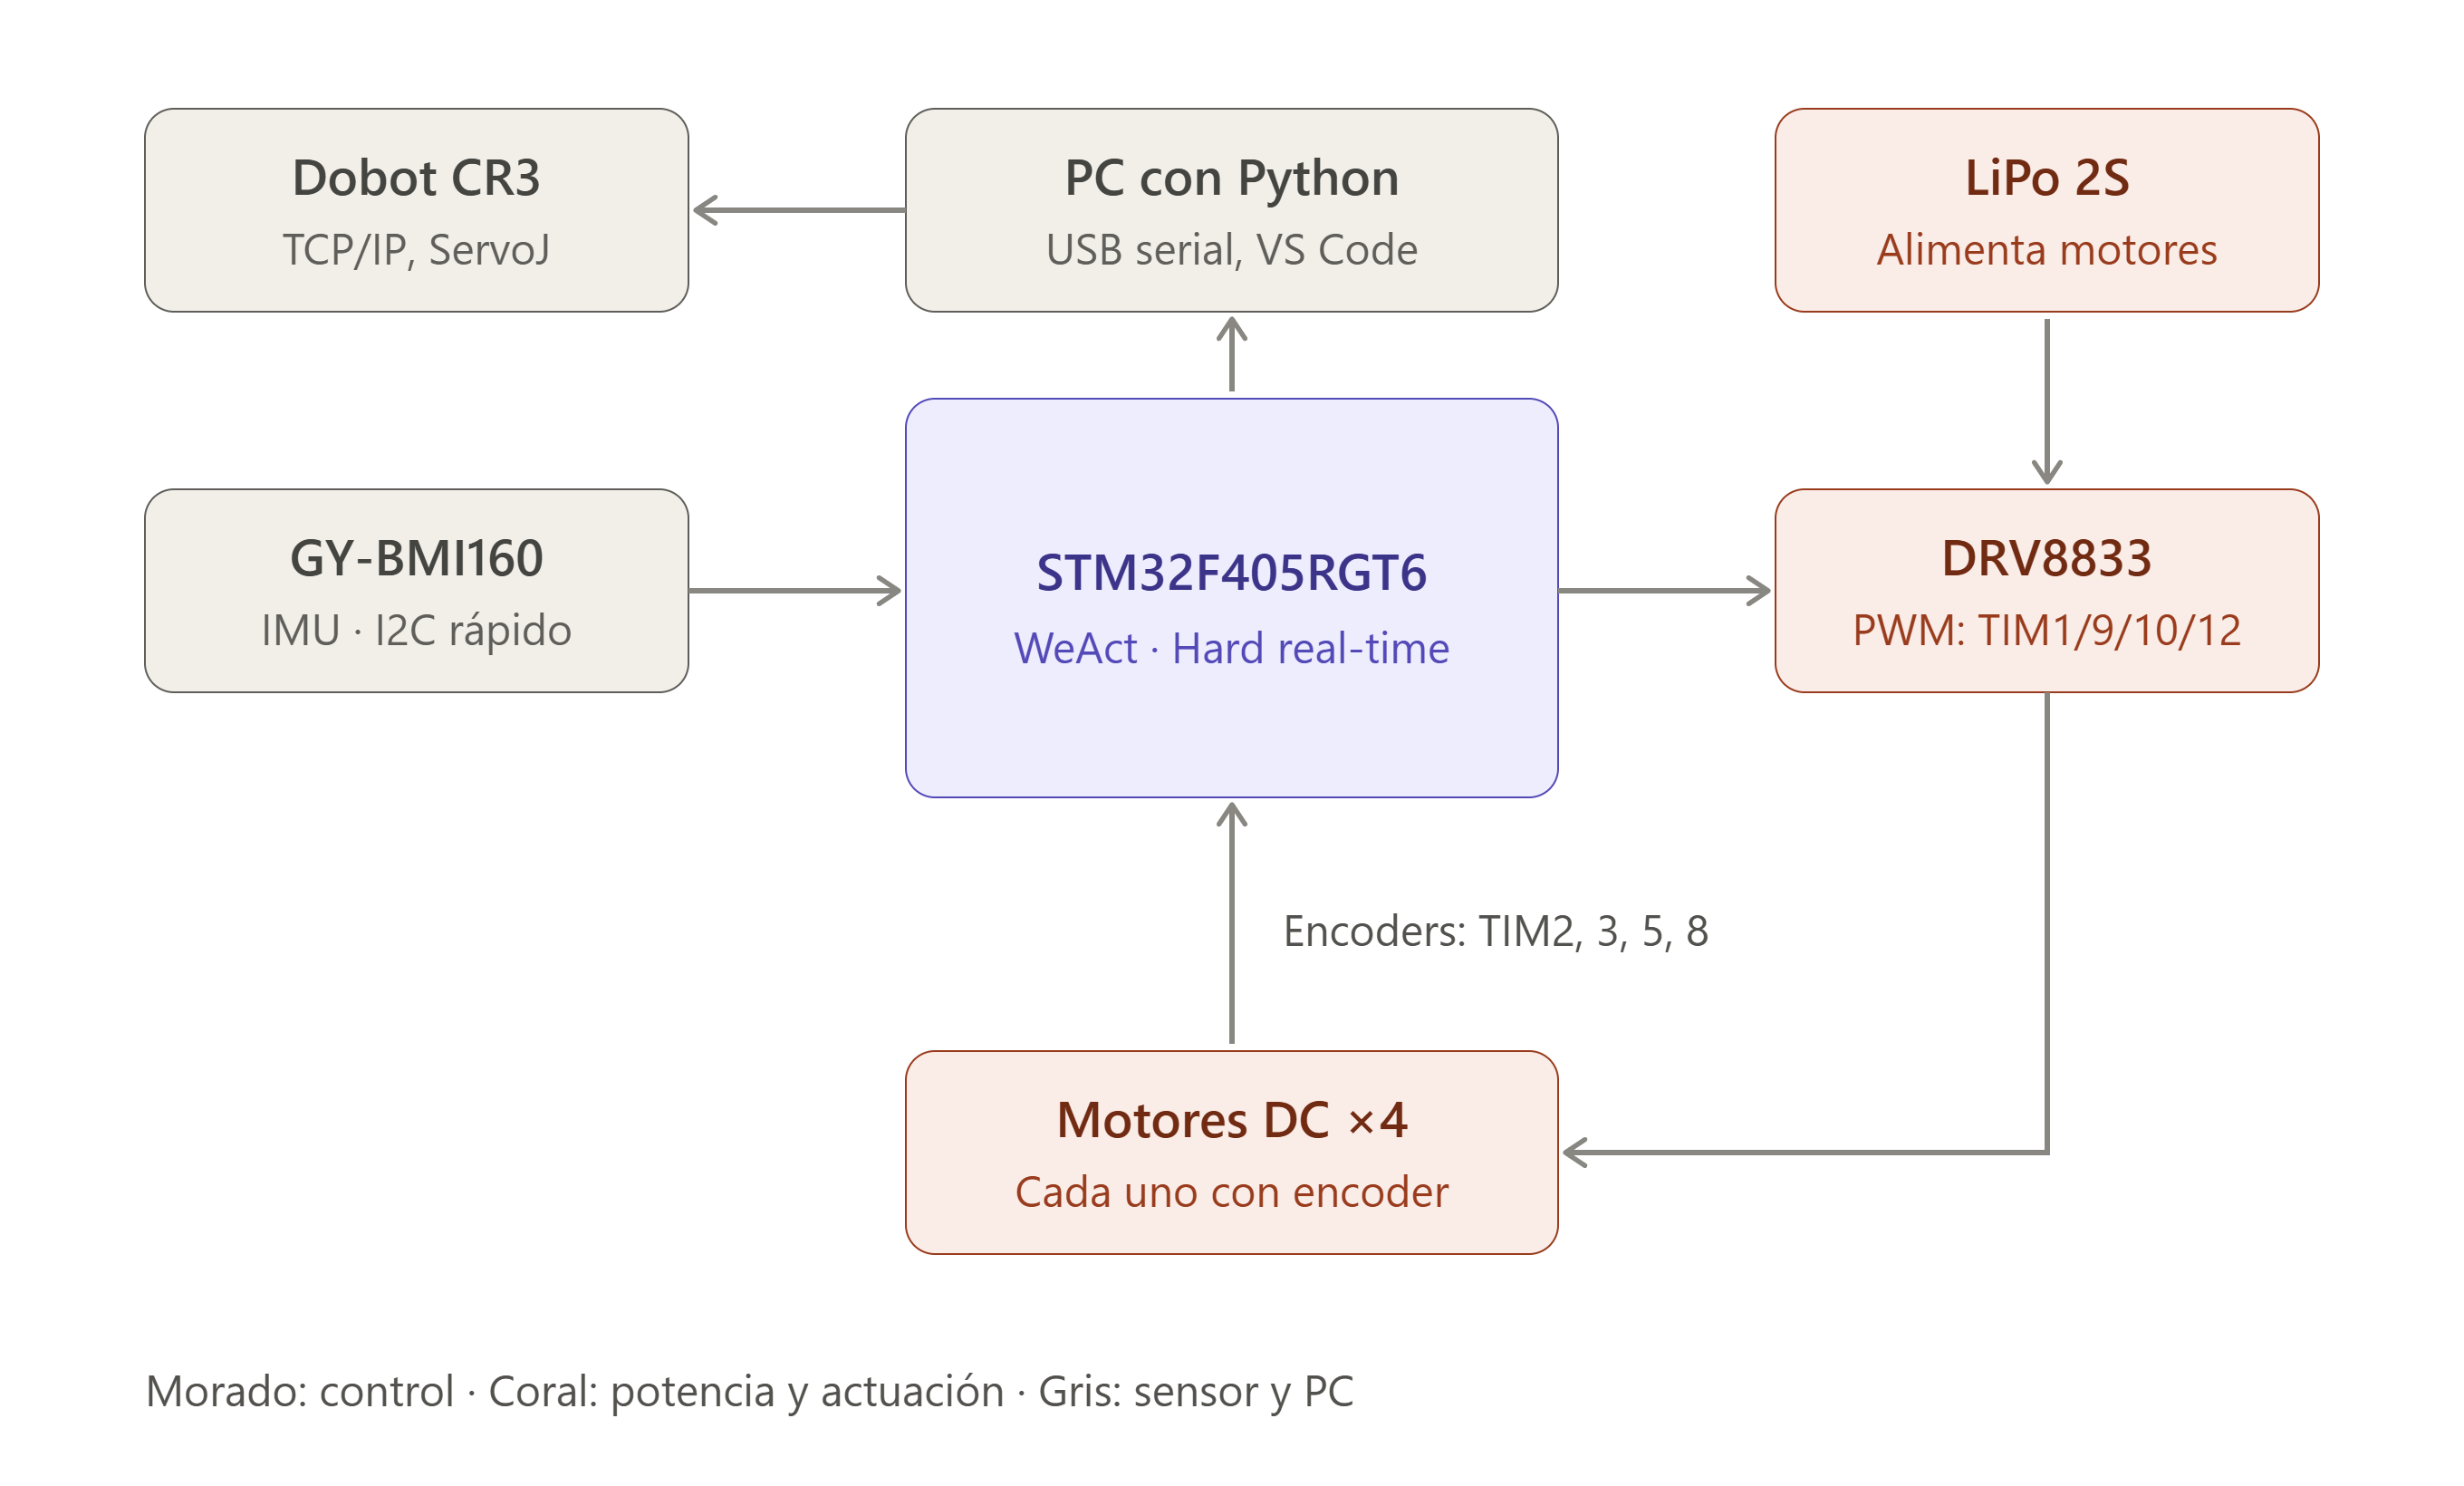 Dobot CR3
TCP/IP, ServoJ
PC con Python
USB serial, VS Code
LiPo 2S
Alimenta motores
GY-BMI160
IMU · I2C rápido
STM32F405RGT6
WeAct · Hard real-time
DRV8833
PWM: TIM1/9/10/12
Encoders: TIM2, 3, 5, 8
Motores DC ×4
Cada uno con encoder
Morado: control · Coral: potencia y actuación · Gris: sensor y PC